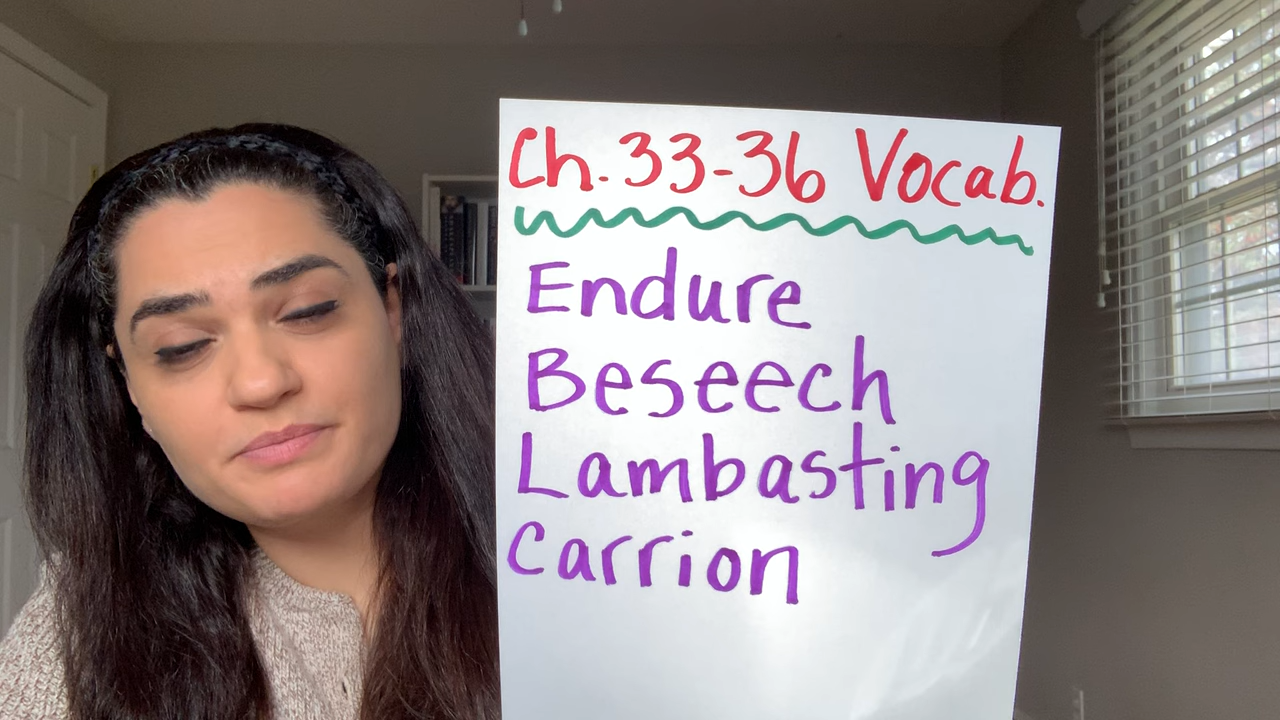 Ch. 33-36 Vocab.
Endure
Beseech
Lambasting
Carrion